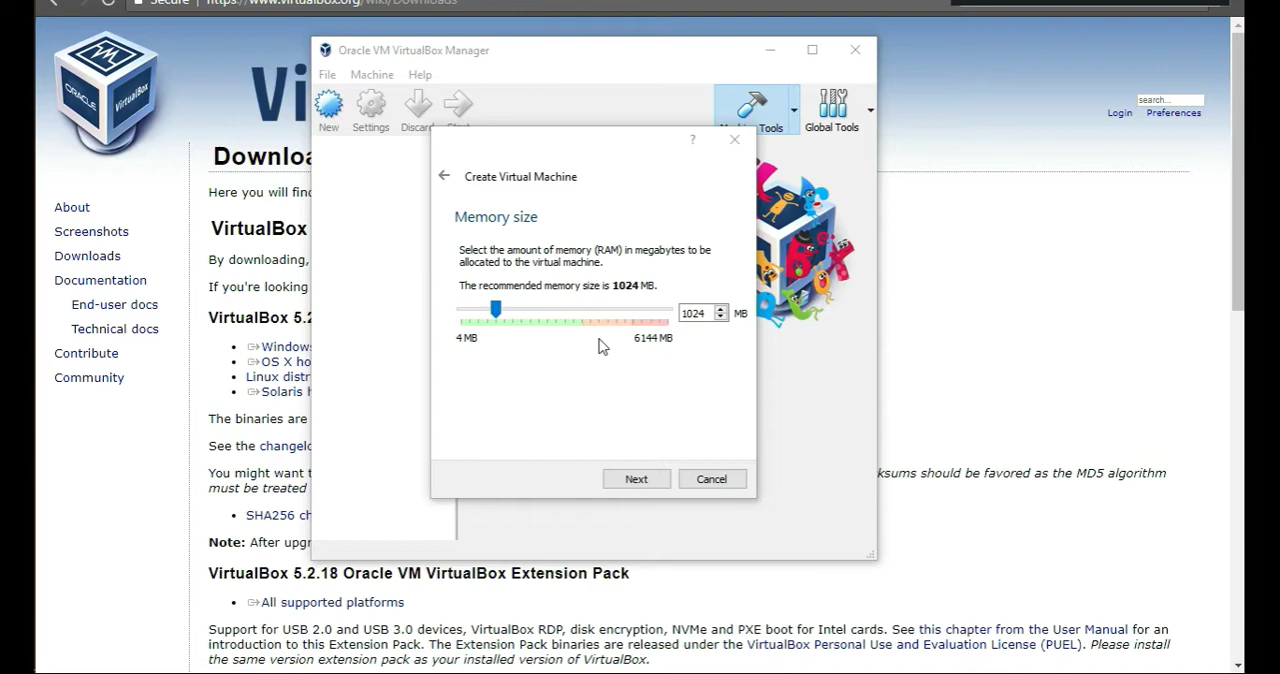 Secure | https://www.virtualbox.org/wiki/Downloads
ORACLE
VirtualBox
Vi
search...
Login Preferences
About
Screenshots
Downloads
Documentation
End-user docs
Technical docs
Contribute
Community
Downloa
Here you will find
VirtualBox
By downloading,
If you're looking
VirtualBox 5.2
Windows
OS X ho
Linux distr
Solaris h
The binaries are
See the changelo
You might want t
ksums should be favored as the MD5 algorithm
must be treated
SHA256 ch
Note: After upgr
VirtualBox 5.2.18 Oracle VM VirtualBox Extension Pack
All supported platforms
Support for USB 2.0 and USB 3.0 devices, VirtualBox RDP, disk encryption, NVMe and PXE boot for Intel cards. See this chapter from the User Manual for an
introduction to this Extension Pack. The Extension Pack binaries are released under the VirtualBox Personal Use and Evaluation License (PUEL). Please install
the same version extension pack as your installed version of VirtualBox.
Oracle VM VirtualBox Manager
File Machine Help
New Settings Discard Start
Tools Global Tools
?
Create Virtual Machine
Memory size
Select the amount of memory (RAM) in megabytes to be
allocated to the virtual machine.
The recommended memory size is 1024 MB.
1024 MB
4 MB 6144 MB
Next Cancel